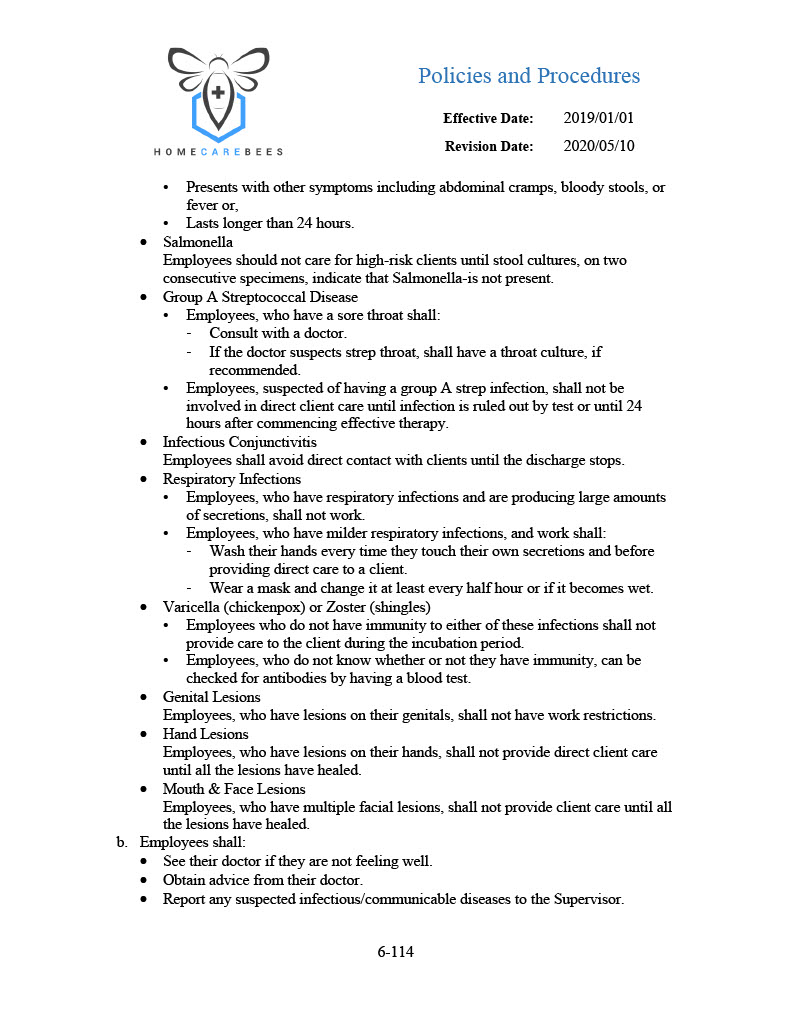 Policies and Procedures
Effective Date: 2019/01/01
Revision Date: 2020/05/10
HOMECAREBEES
• Presents with other symptoms including abdominal cramps, bloody stools, or
fever or,
• Lasts longer than 24 hours.
• Salmonella
Employees should not care for high-risk clients until stool cultures, on two
consecutive specimens, indicate that Salmonella-is not present.
• Group A Streptococcal Disease
• Employees, who have a sore throat shall:
- Consult with a doctor.
- If the doctor suspects strep throat, shall have a throat culture, if
recommended.
• Employees, suspected of having a group A strep infection, shall not be
involved in direct client care until infection is ruled out by test or until 24
hours after commencing effective therapy.
• Infectious Conjunctivitis
Employees shall avoid direct contact with clients until the discharge stops.
• Respiratory Infections
• Employees, who have respiratory infections and are producing large amounts
of secretions, shall not work.
• Employees, who have milder respiratory infections, and work shall:
- Wash their hands every time they touch their own secretions and before
providing direct care to a client.
- Wear a mask and change it at least every half hour or if it becomes wet.
• Varicella (chickenpox) or Zoster (shingles)
• Employees who do not have immunity to either of these infections shall not
provide care to the client during the incubation period.
• Employees, who do not know whether or not they have immunity, can be
checked for antibodies by having a blood test.
• Genital Lesions
Employees, who have lesions on their genitals, shall not have work restrictions.
• Hand Lesions
Employees, who have lesions on their hands, shall not provide direct client care
until all the lesions have healed.
• Mouth & Face Lesions
Employees, who have multiple facial lesions, shall not provide client care until all
the lesions have healed.
b. Employees shall:
• See their doctor if they are not feeling well.
• Obtain advice from their doctor.
• Report any suspected infectious/communicable diseases to the Supervisor.
6-114